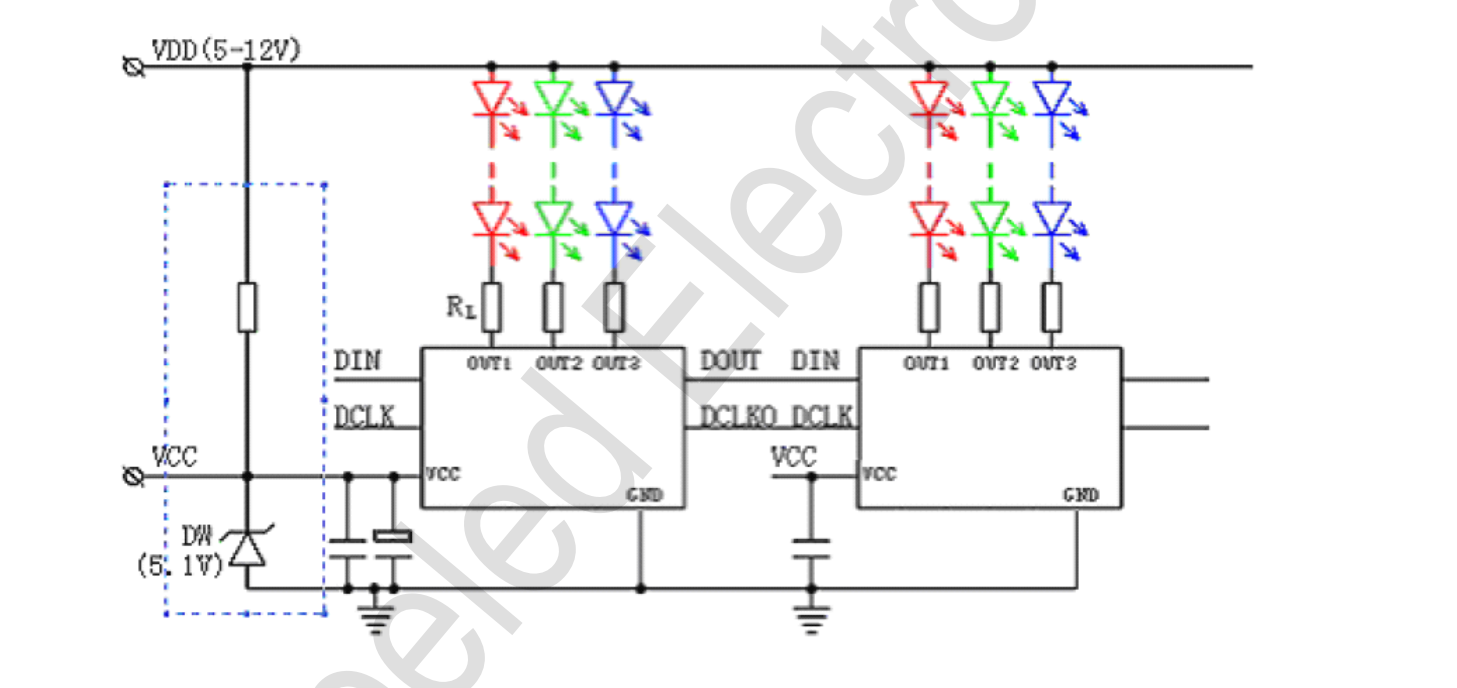 VDD(5-12V)
RL
DIN
OUT1 OUT2 OUT3
DOUT DIN
OUT1 OUT2 OUT3
DCLK
DCLKO DCLK
VCC
VCC
VCC
VCC
GND
GND
DW
(5.1V)
eled Electro